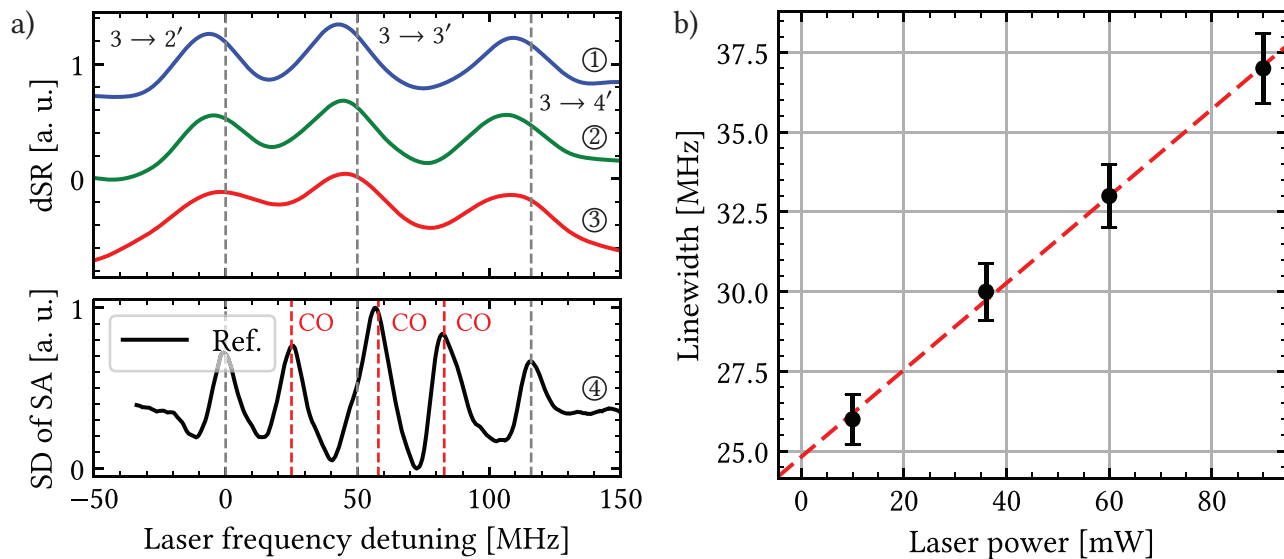 a)
3 → 2′
3 → 3′
3 → 4′
①
②
③
1
0
dSR [a. u.]
Ref.
CO
CO
CO
④
1
0
SD of SA [a. u.]
−50
0
50
100
150
Laser frequency detuning [MHz]
b)
37.5
35.0
32.5
30.0
27.5
25.0
Linewidth [MHz]
0
20
40
60
80
Laser power [mW]